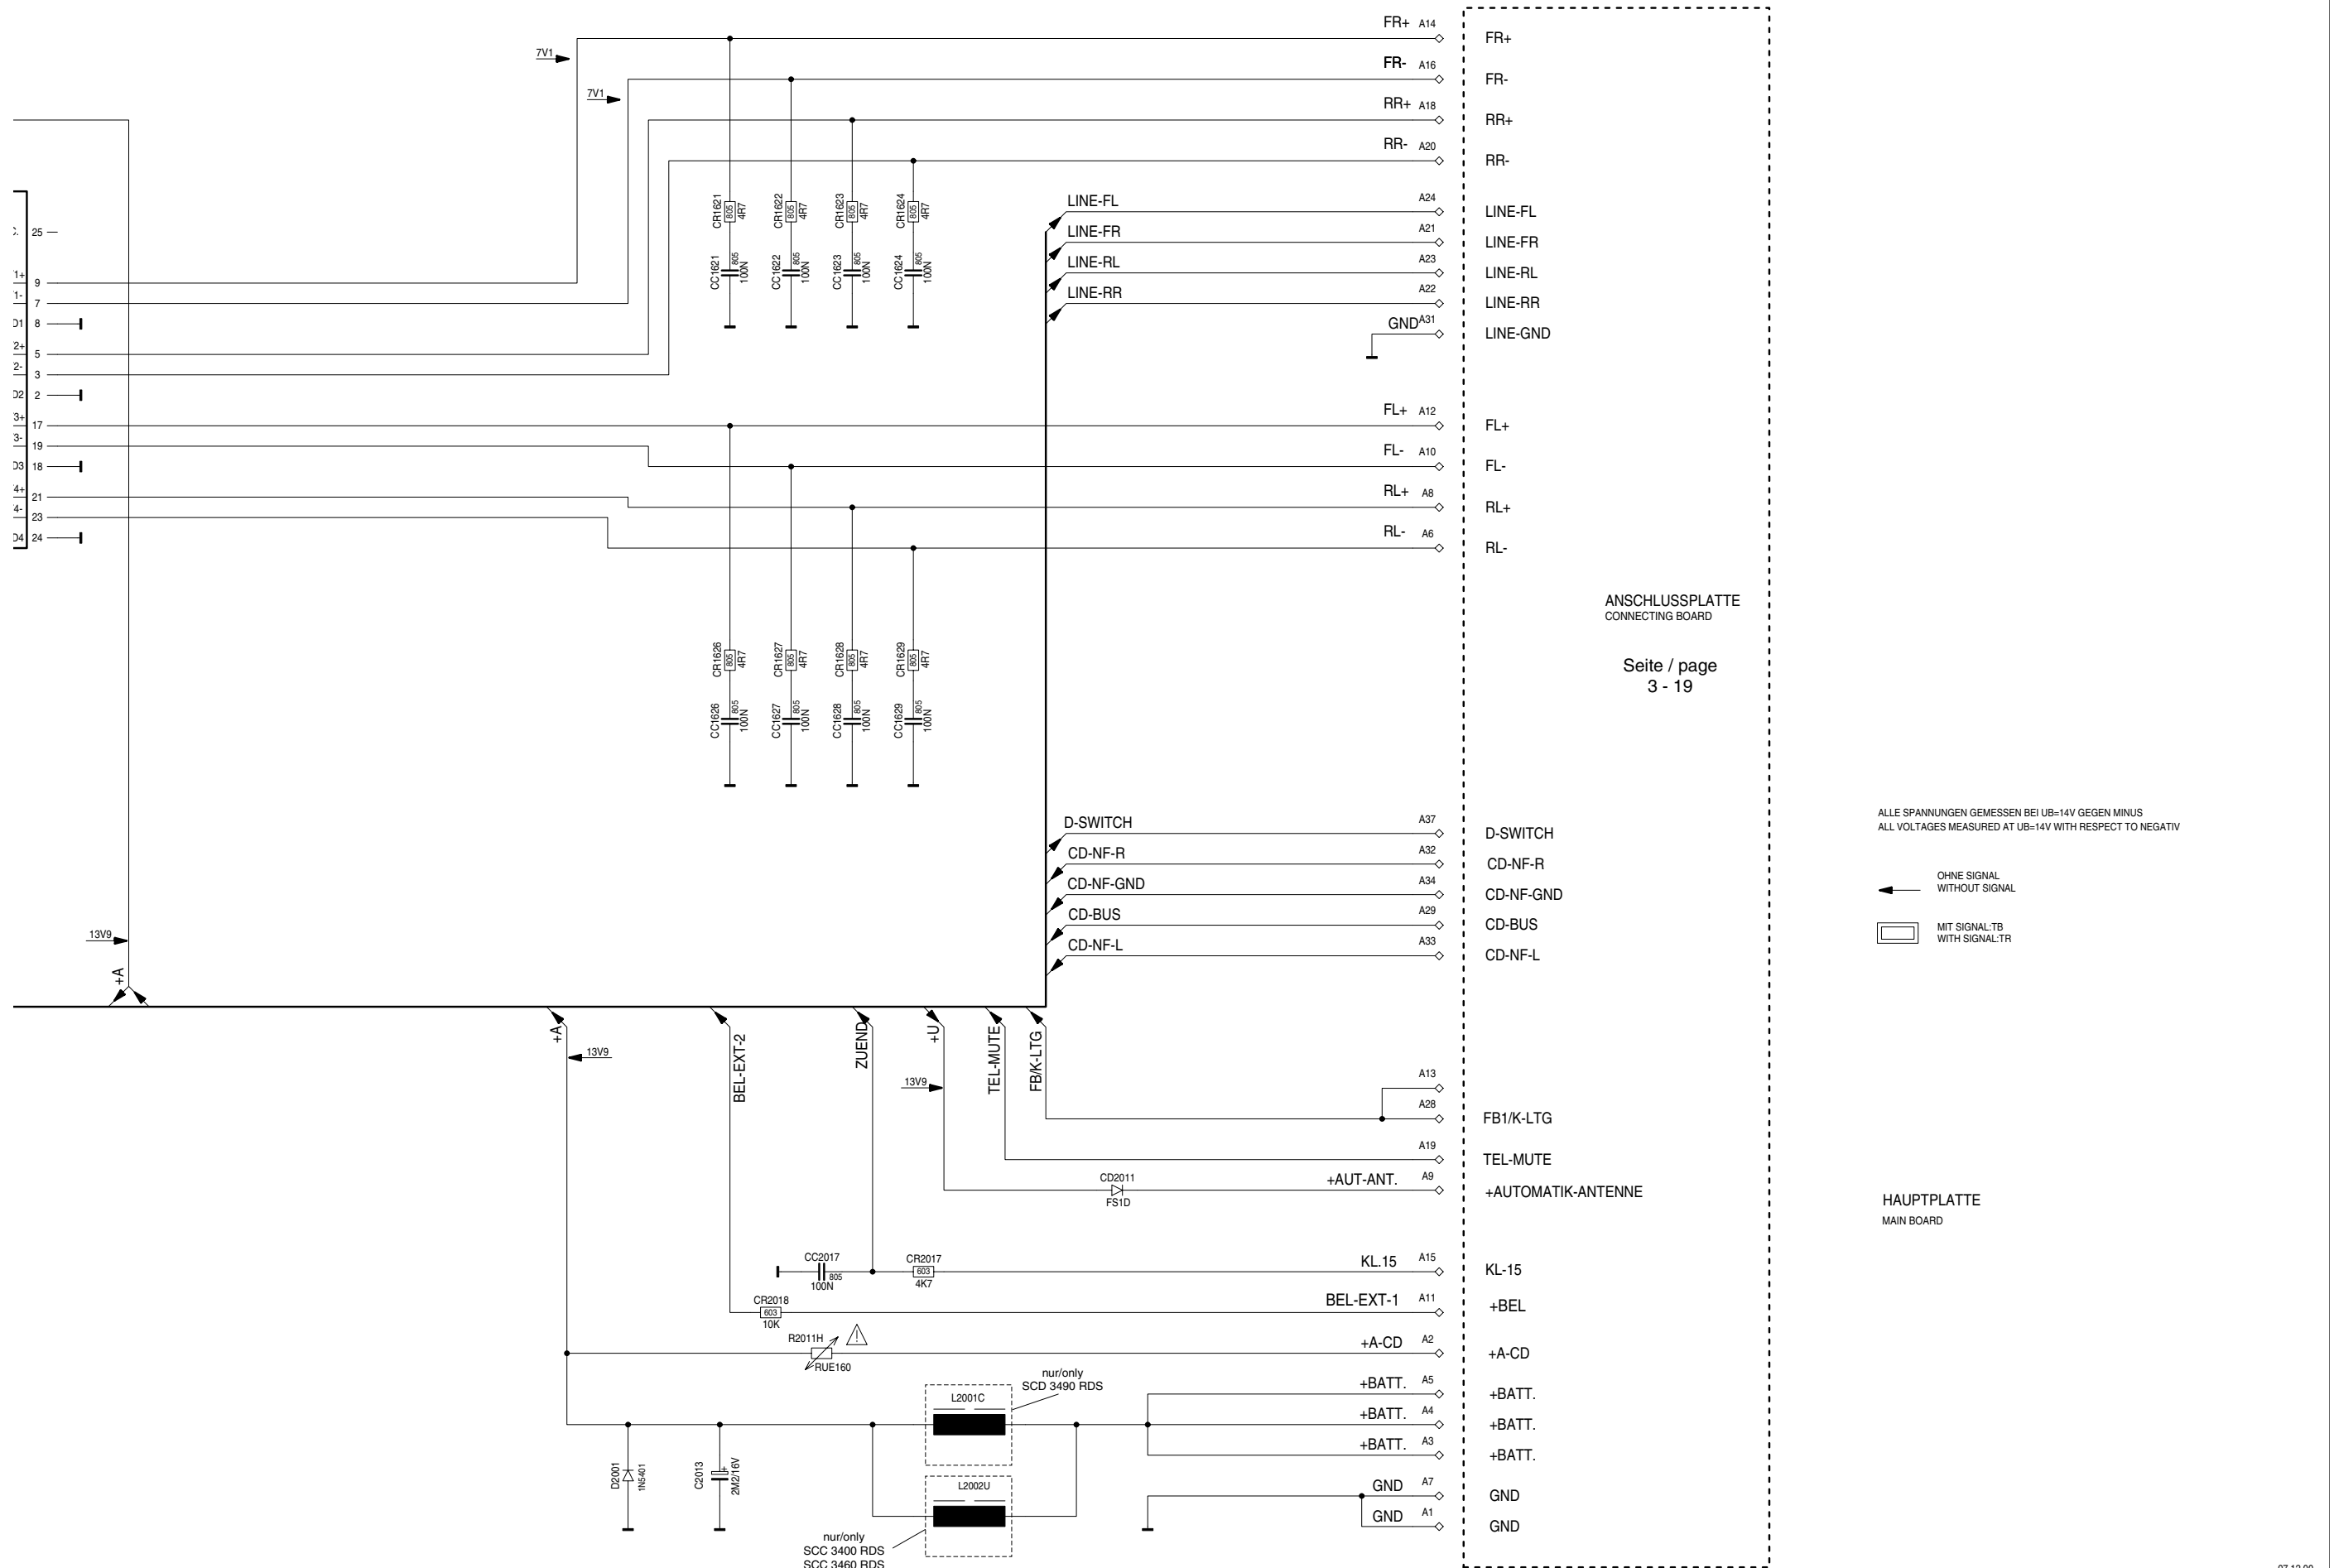 FR+ A14
FR+
7V1
FR- A16
FR-
7V1
RR+ A18
RR+
RR- A20
RR-
CR1621 805 4R7
CR1622 805 4R7
CR1623 805 4R7
CR1624 805 4R7
CC1621 805 100N
CC1622 805 100N
CC1623 805 100N
CC1624 805 100N
LINE-FL A24 LINE-FL
LINE-FR A21 LINE-FR
LINE-RL A23 LINE-RL
LINE-RR A22 LINE-RR
GND A31 LINE-GND
25
1+ 9
1- 7
D1 8
2+ 5
2- 3
D2 2
3+ 17
3- 19
D3 18
4+ 21
4- 23
D4 24
FL+ A12
FL+
FL- A10
FL-
RL+ A8
RL+
RL- A6
RL-
ANSCHLUSSPLATTE
CONNECTING BOARD
Seite / page
3 - 19
CR1626 805 4R7
CR1627 805 4R7
CR1628 805 4R7
CR1629 805 4R7
CC1626 805 100N
CC1627 805 100N
CC1628 805 100N
CC1629 805 100N
D-SWITCH A37 D-SWITCH
CD-NF-R A32 CD-NF-R
CD-NF-GND A34 CD-NF-GND
CD-BUS A29 CD-BUS
CD-NF-L A33 CD-NF-L
ALLE SPANNUNGEN GEMESSEN BEI UB=14V GEGEN MINUS
ALL VOLTAGES MEASURED AT UB=14V WITH RESPECT TO NEGATIV
OHNE SIGNAL
WITHOUT SIGNAL
MIT SIGNAL:TB
WITH SIGNAL:TR
13V9
+A
+A
13V9
BEL-EXT-2
ZUEND
+U
13V9
TEL-MUTE
FB/K-LTG
A13
A28
FB1/K-LTG
A19
TEL-MUTE
CD2011
FS1D
+AUT-ANT. A9
+AUTOMATIK-ANTENNE
HAUPTPLATTE
MAIN BOARD
CC2017
805
100N
CR2017
603
4K7
KL.15 A15
KL-15
CR2018
603
10K
BEL-EXT-1 A11
+BEL
R2011H
!
RUE160
+A-CD A2
+A-CD
nur/only
SCD 3490 RDS
L2001C
+BATT. A5
+BATT.
+BATT. A4
+BATT.
+BATT. A3
+BATT.
D2001
1N5401
C2013
+
2M2/16V
L2002U
GND A7
GND
GND A1
GND
nur/only
SCC 3400 RDS
SCC 3460 RDS